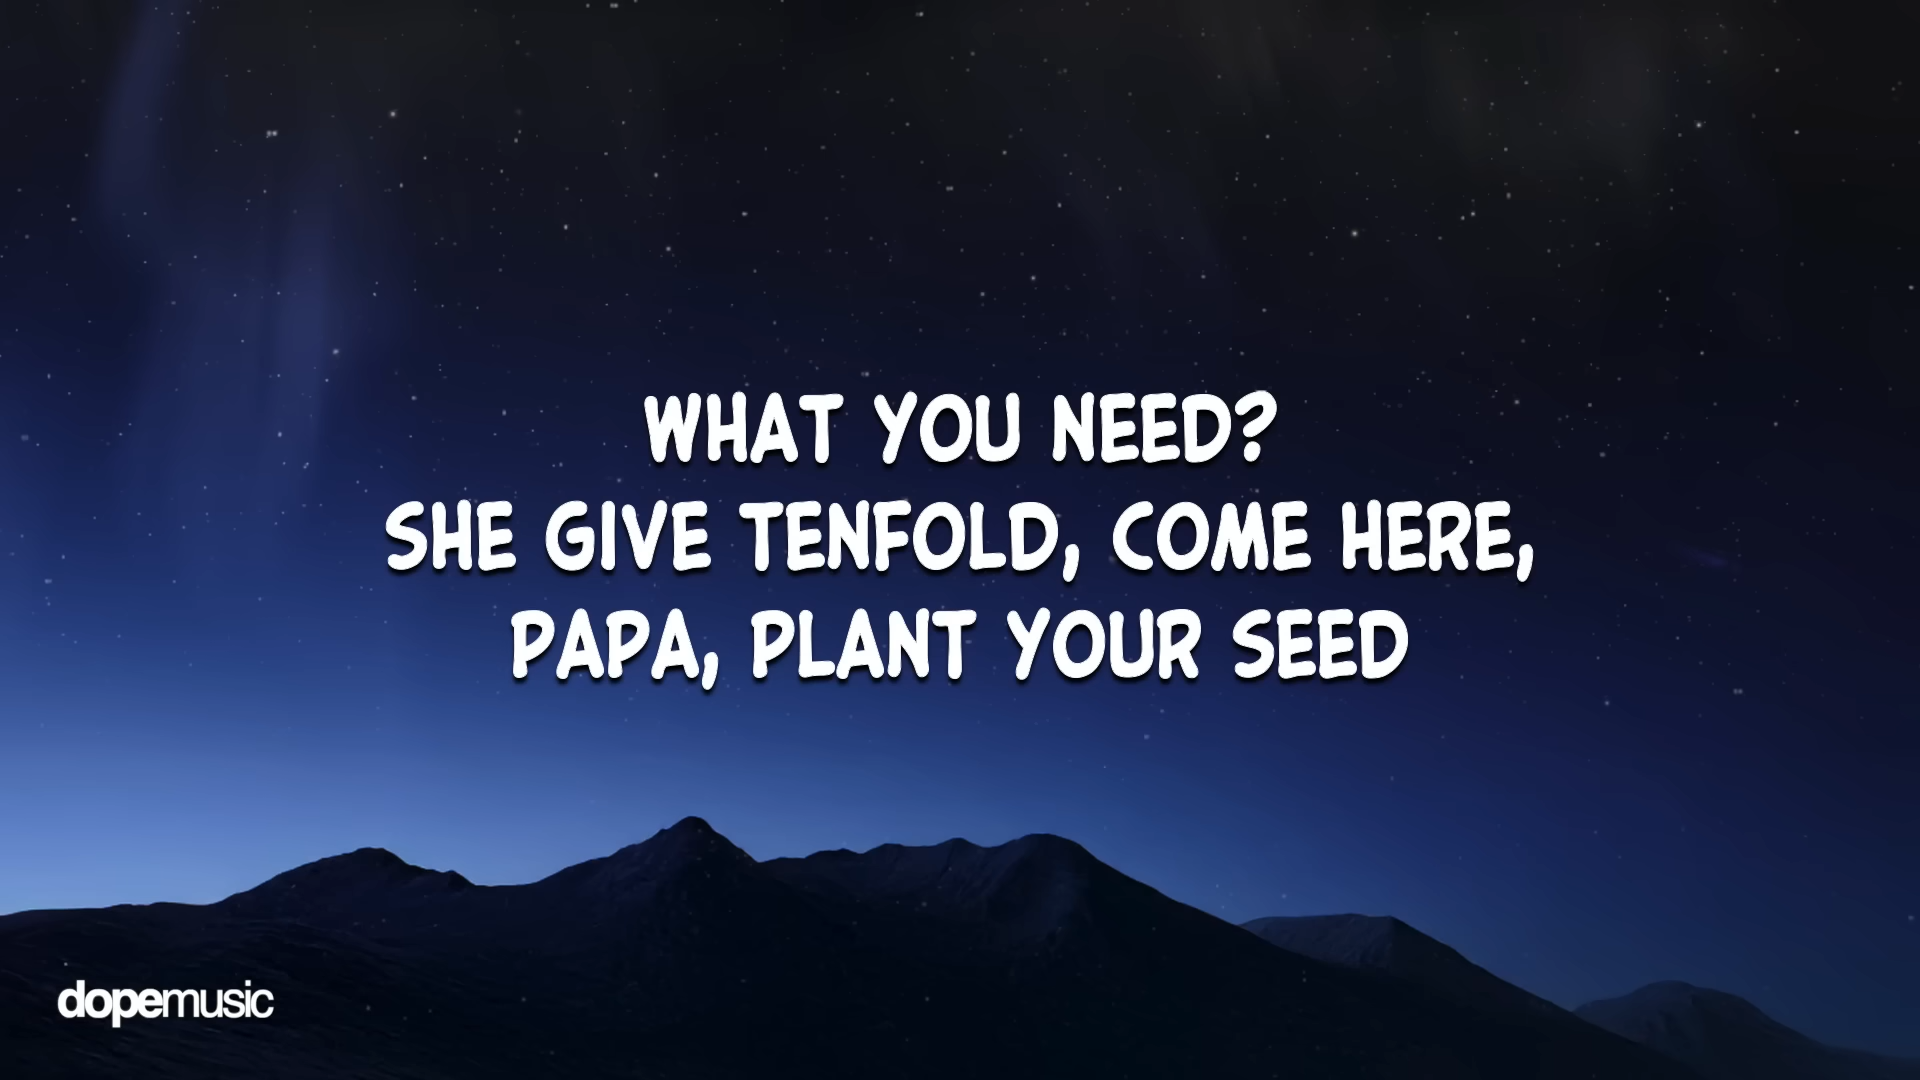 WHAT YOU NEED?
SHE GIVE TENFOLD, COME HERE,
PAPA, PLANT YOUR SEED
dopemusic